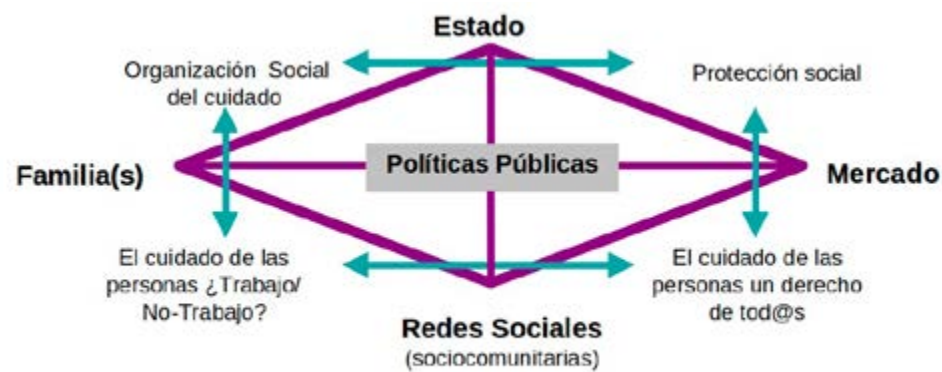 Estado
Organización Social
del cuidado
Protección social
Familia(s)
Políticas Públicas
Mercado
El cuidado de las
personas ¿Trabajo/
No-Trabajo?
El cuidado de las
personas un derecho
de tod@s
Redes Sociales
(sociocomunitarias)